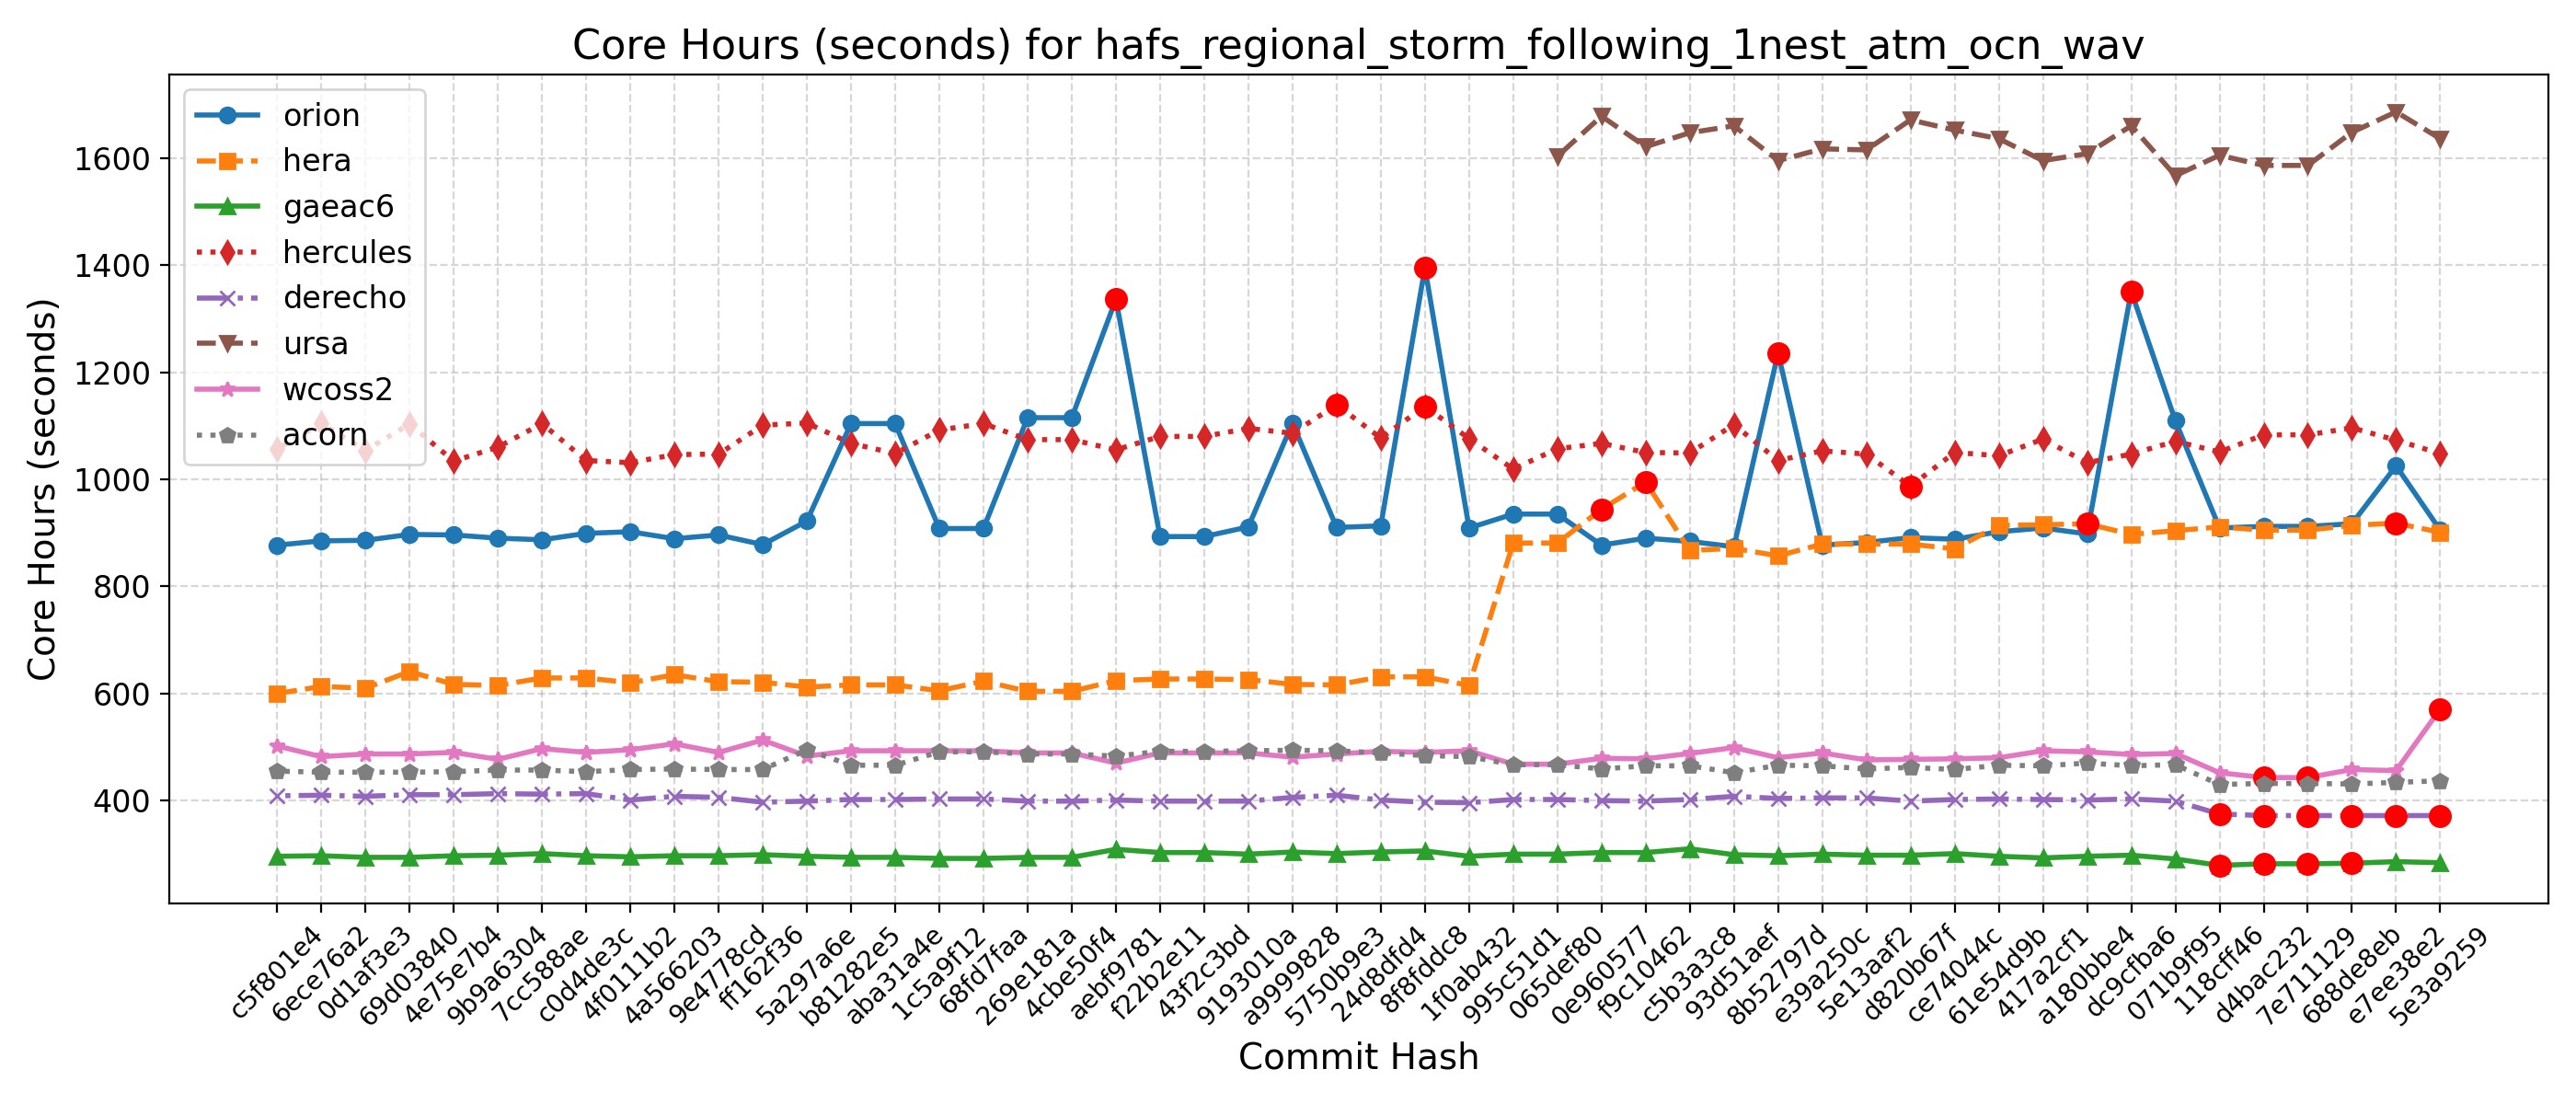 Core Hours (seconds) for hafs_regional_storm_following_1nest_atm_ocn_wav
Core Hours (seconds)
1600
1400
1200
1000
800
600
400
orion
hera
gaeac6
hercules
derecho
ursa
wcoss2
acorn
c5f801e4
6ece76a2
0d1af3e3
69d03840
4e75e7b4
9b9a6304
7cc588ae
c0d4de3c
4f0111b2
4a566203
9e4778cd
ff162f36
5a297a6e
b81282e5
aba31a4e
1c5a9f12
68fd7faa
269e181a
4cbe50f4
aebf9781
f22b2e11
43f2c3bd
9193010a
a9999828
5750b9e3
24d8dfd4
8f8fddc8
1f0ab432
995c51d1
065def80
0e960577
f9c10462
c5b3a3c8
93d51aef
8b52797d
e39a250c
5e13aaf2
d820b67f
ce74044c
61e54d9b
417a2cf1
a180bbe4
dc9cfba6
071b9f95
118cff46
d4bac232
7e711129
688de8eb
e7ee38e2
5e3a9259
Commit Hash